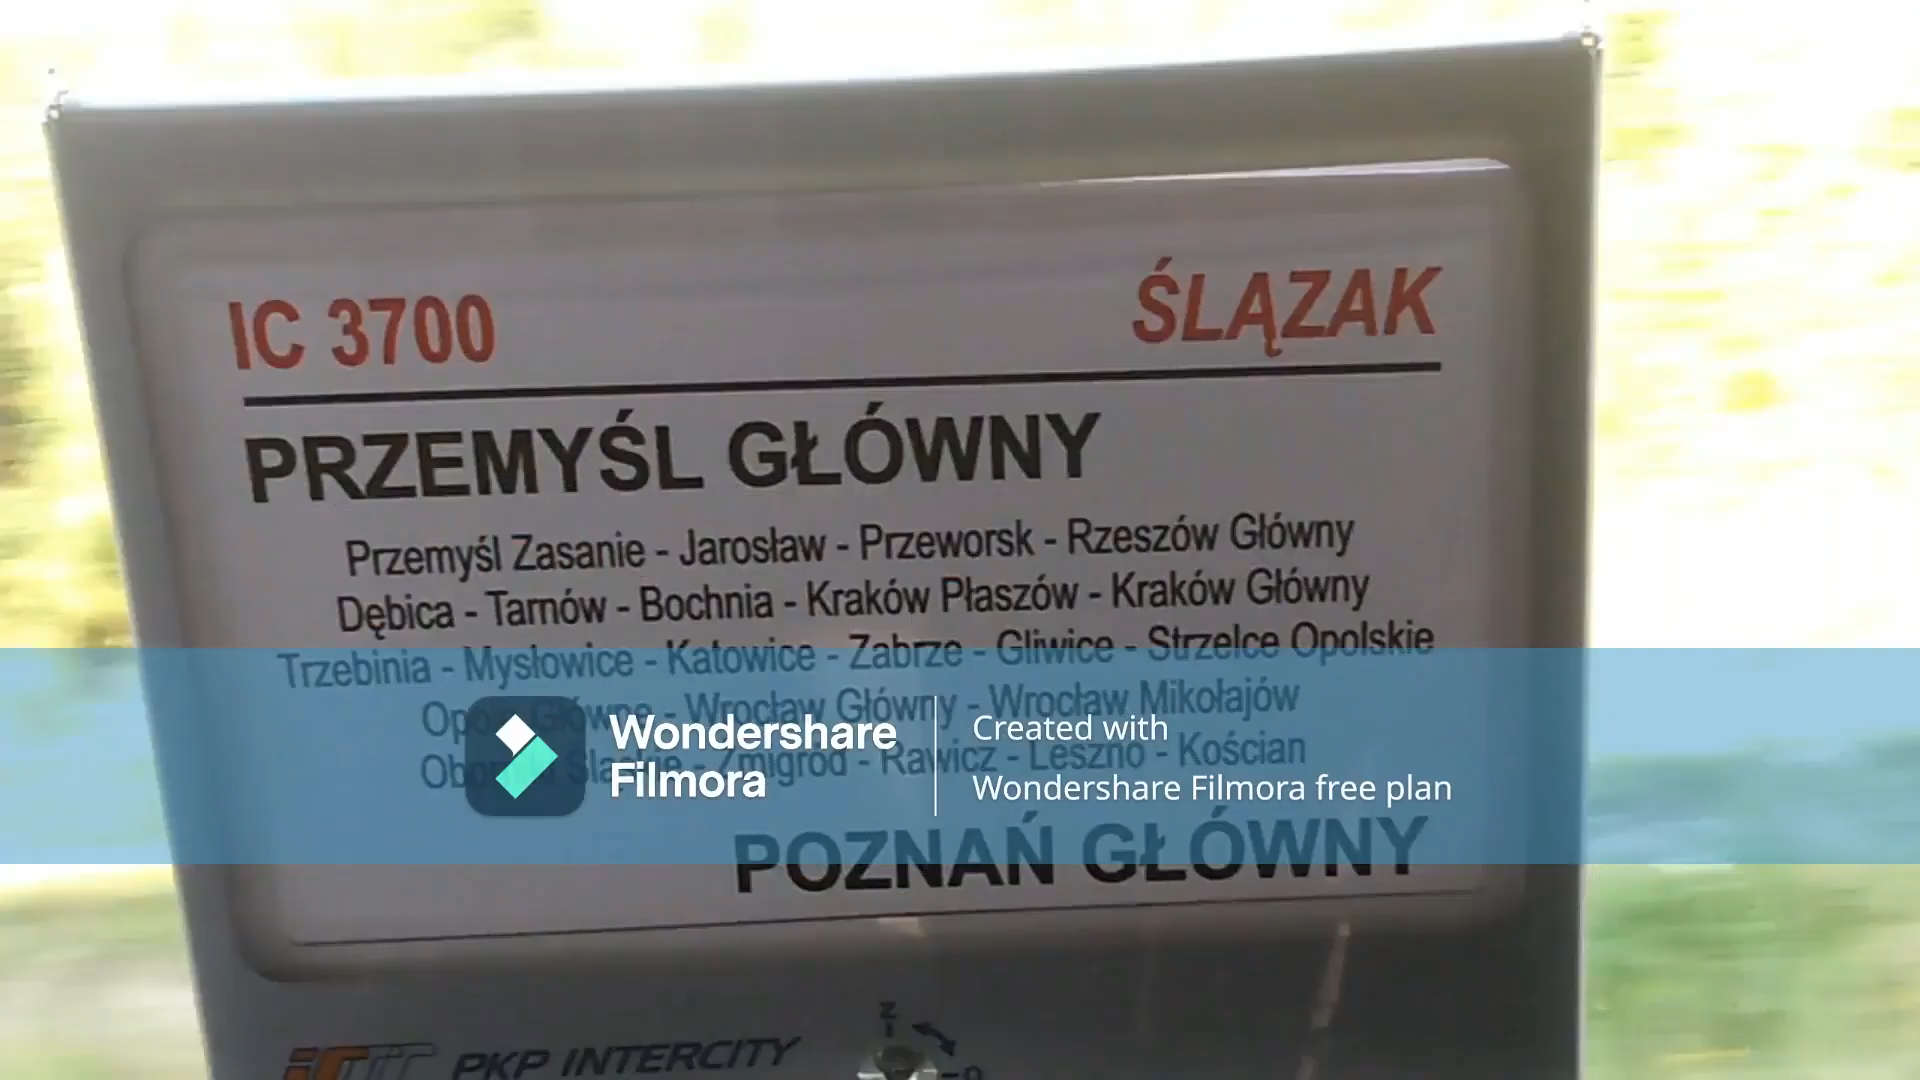 IC 3700 ŚLĄZAK
PRZEMYŚL GŁÓWNY
Przemyśl Zasanie - Jarosław - Przeworsk - Rzeszów Główny
Dębica - Tarnów - Bochnia - Kraków Płaszów - Kraków Główny
Trzebinia - Mysłowice - Katowice - Zabrze - Gliwice - Strzelce Opolskie
- Wrocław Główny - Wrocław Mikołajów
- Żmigród - Rawicz - Leszno - Kościan
Wondershare
Filmora
Created with
Wondershare Filmora free plan
POZNAŃ GŁÓWNY
PKP INTERCITY
Z
O